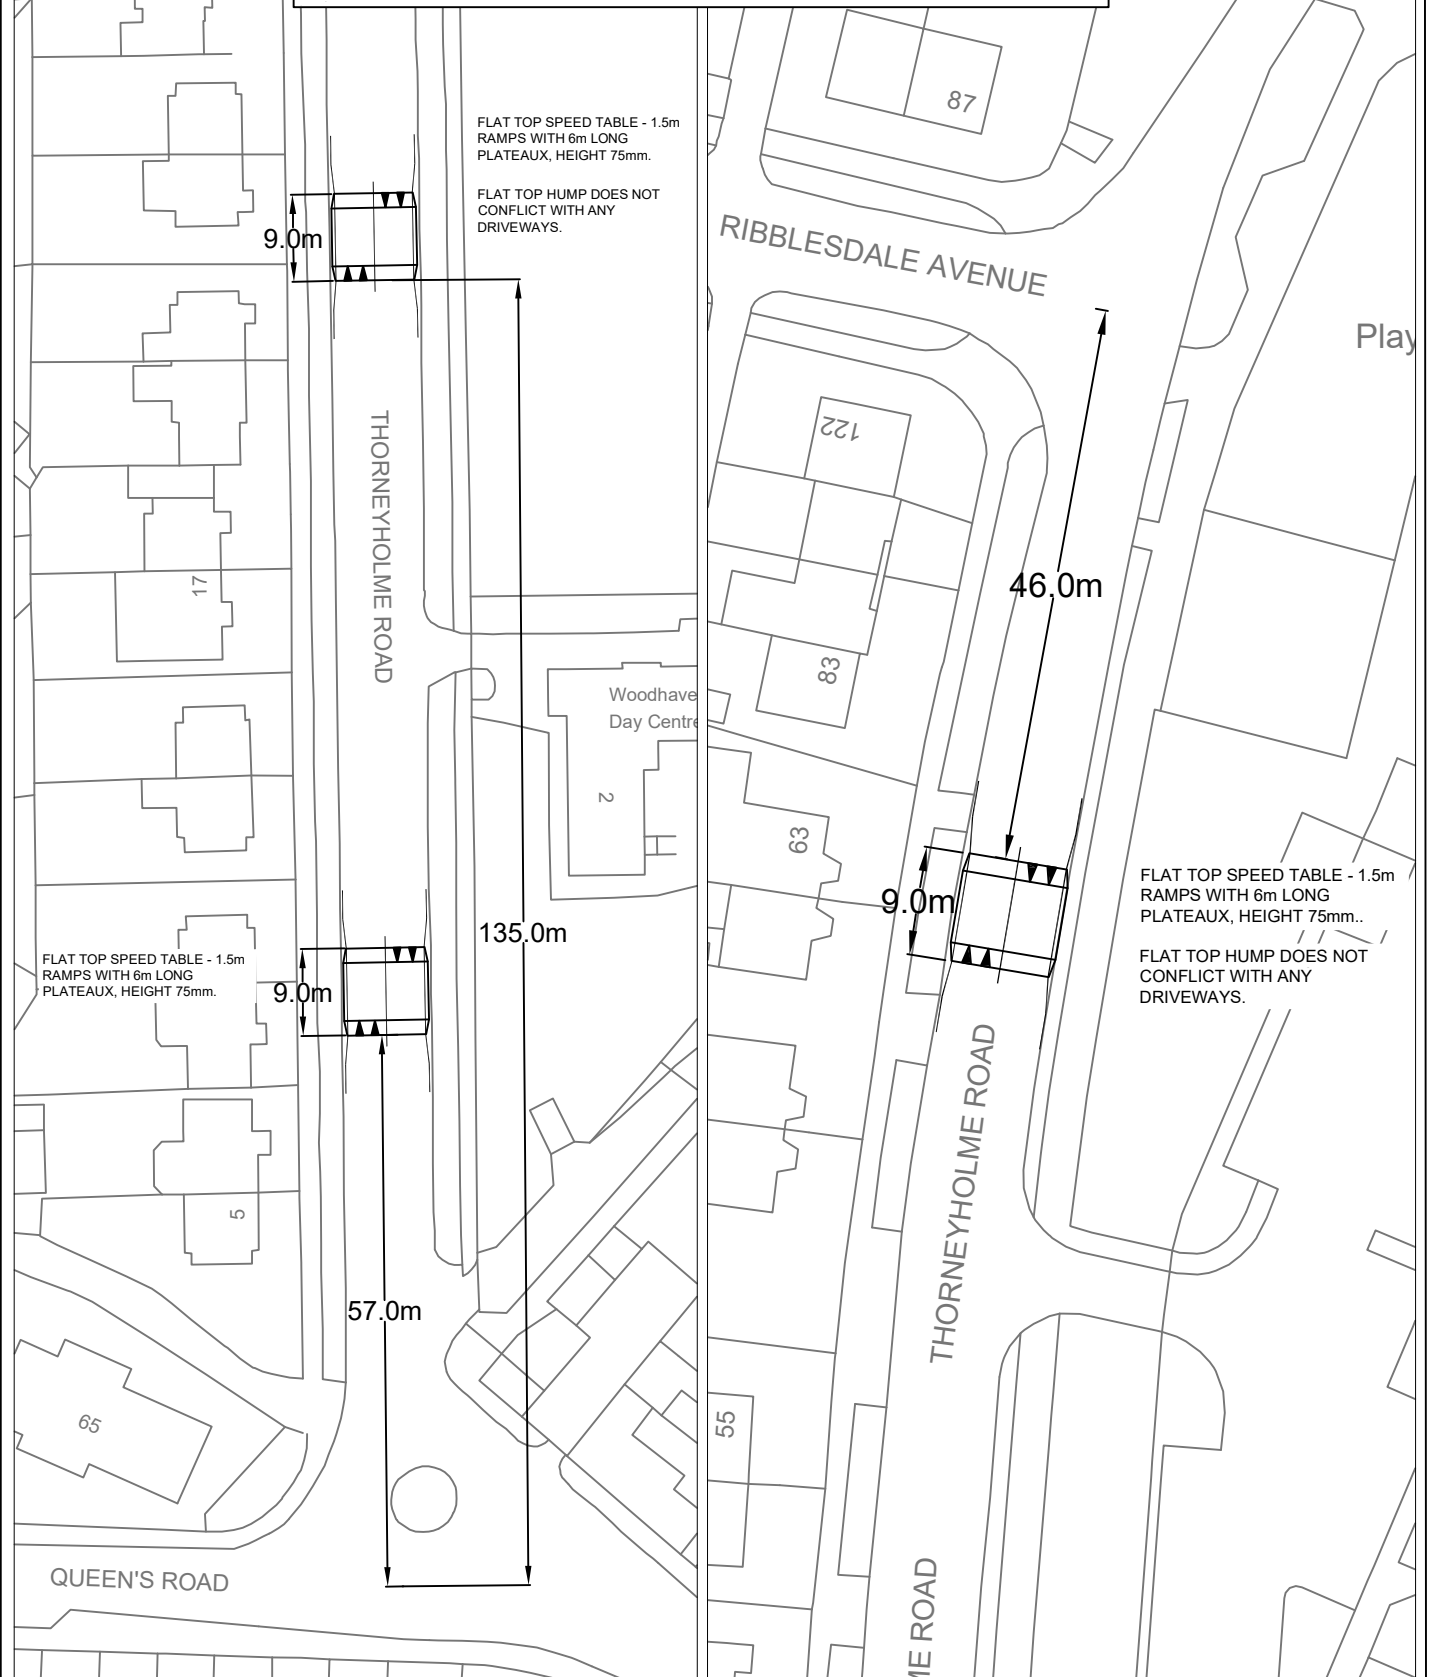 FLAT TOP SPEED TABLE - 1.5m
RAMPS WITH 6m LONG
PLATEAUX, HEIGHT 75mm.
FLAT TOP HUMP DOES NOT
CONFLICT WITH ANY
DRIVEWAYS.
9.0m
THORNEYHOLME ROAD
17
Woodhave
Day Centre
2
135.0m
FLAT TOP SPEED TABLE - 1.5m
RAMPS WITH 6m LONG
PLATEAUX, HEIGHT 75mm.
9.0m
5
57.0m
65
QUEEN'S ROAD
87
RIBBLESDALE AVENUE
Play
122
46.0m
83
63
9.0m
FLAT TOP SPEED TABLE - 1.5m
RAMPS WITH 6m LONG
PLATEAUX, HEIGHT 75mm..
FLAT TOP HUMP DOES NOT
CONFLICT WITH ANY
DRIVEWAYS.
THORNEYHOLME ROAD
55
ME ROAD